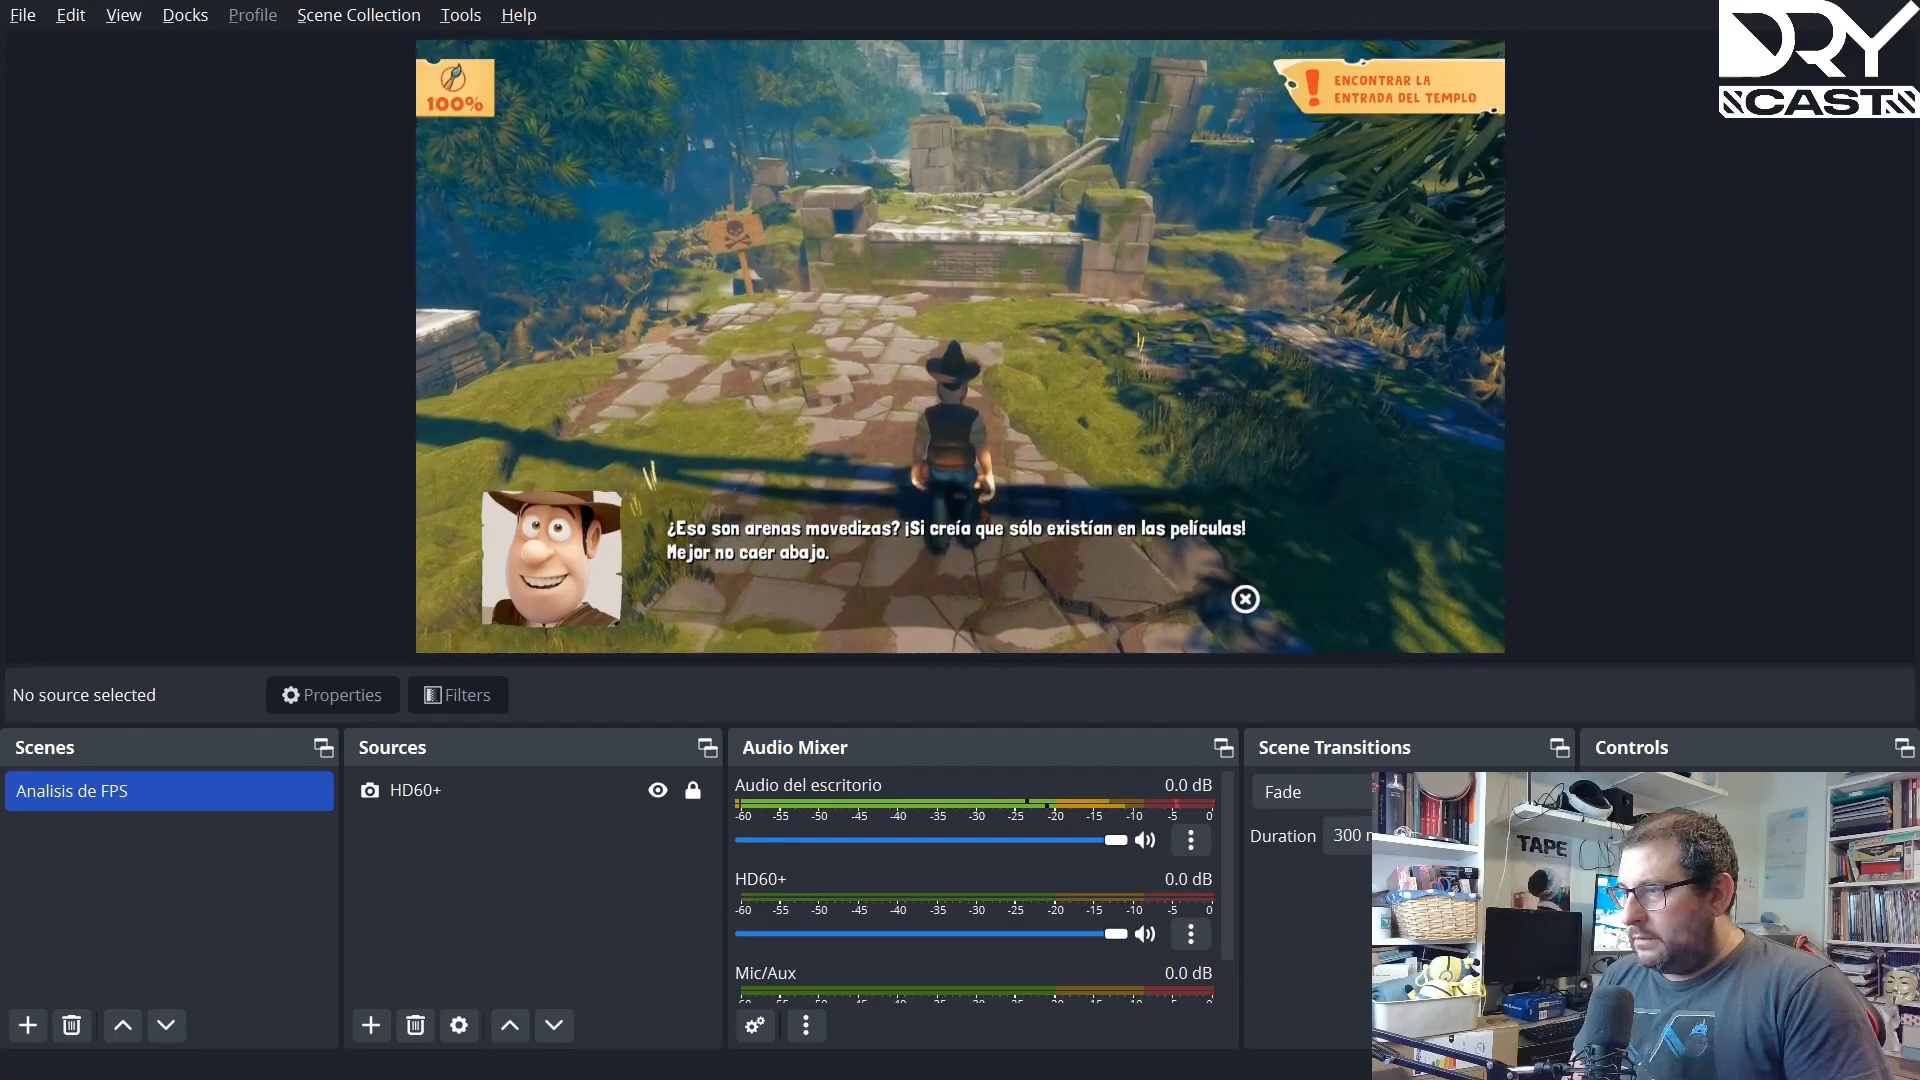 File Edit View Docks Profile Scene Collection Tools Help
DRY
CAST
100%
ENCONTRAR LA
ENTRADA DEL TEMPLO
¿Eso son arenas movedizas? ¡Si creía que sólo existían en las películas!
Mejor no caer abajo.
No source selected Properties Filters
Scenes
Analisis de FPS
Sources
HD60+
Audio Mixer
Audio del escritorio 0.0 dB
-60 -55 -50 -45 -40 -35 -30 -25 -20 -15 -10 -5 0
HD60+ 0.0 dB
-60 -55 -50 -45 -40 -35 -30 -25 -20 -15 -10 -5 0
Mic/Aux 0.0 dB
Scene Transitions
Fade
Duration 300
Controls
TAPE